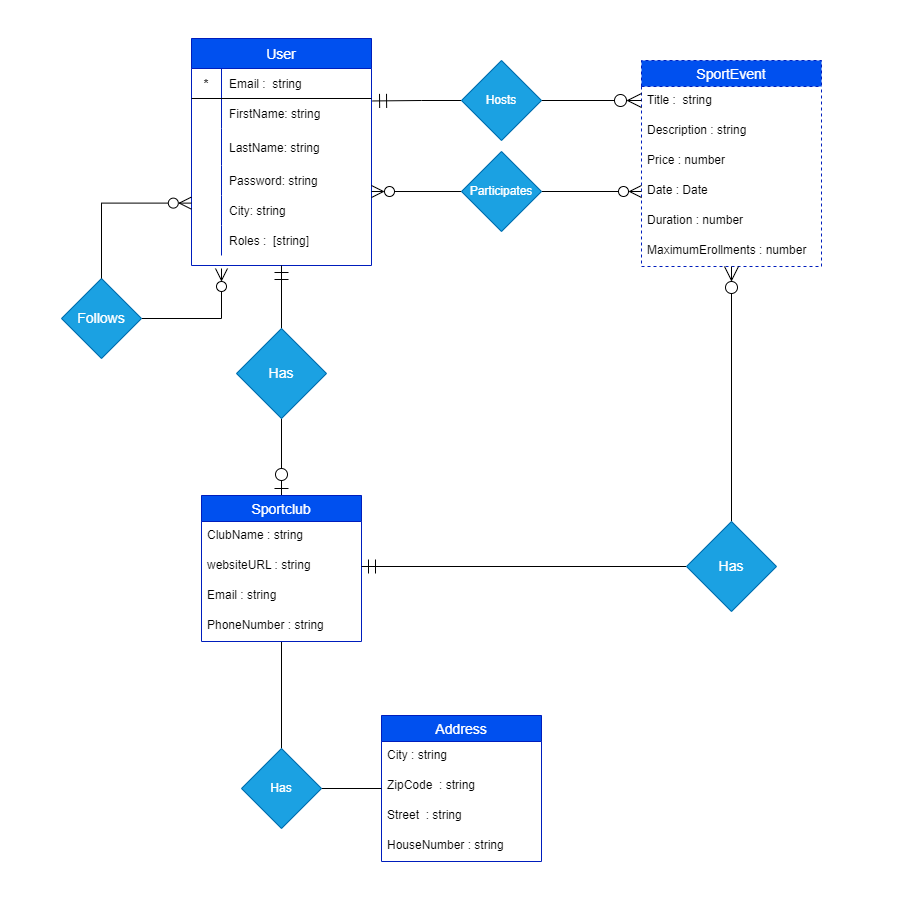 User
* Email : string
FirstName: string
LastName: string
Password: string
City: string
Roles : [string]
Hosts
Participates
SportEvent
Title : string
Description : string
Price : number
Date : Date
Duration : number
MaximumErollments : number
Follows
Has
Sportclub
ClubName : string
websiteURL : string
Email : string
PhoneNumber : string
Has
Has
Address
City : string
ZipCode : string
Street : string
HouseNumber : string